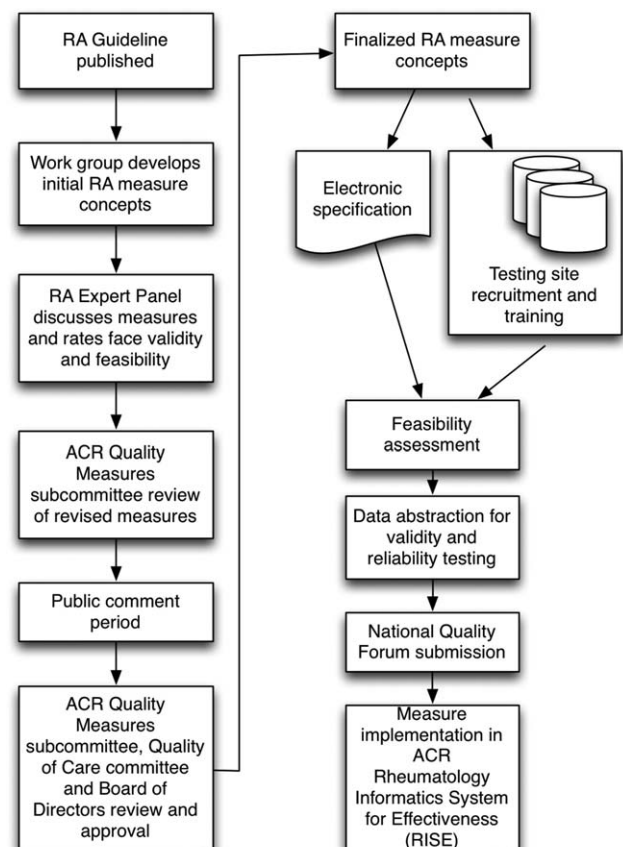 RA Guideline
published
Work group develops
initial RA measure
concepts
RA Expert Panel
discusses measures
and rates face validity
and feasibility
ACR Quality
Measures
subcommittee review
of revised measures
Public comment
period
ACR Quality
Measures
subcommittee, Quality
of Care committee
and Board of
Directors review and
approval
Finalized RA measure
concepts
Electronic
specification
Testing site
recruitment and
training
Feasibility
assessment
Data abstraction for
validity and
reliability testing
National Quality
Forum submission
Measure
implementation in
ACR
Rheumatology
Informatics System
for Effectiveness
(RISE)